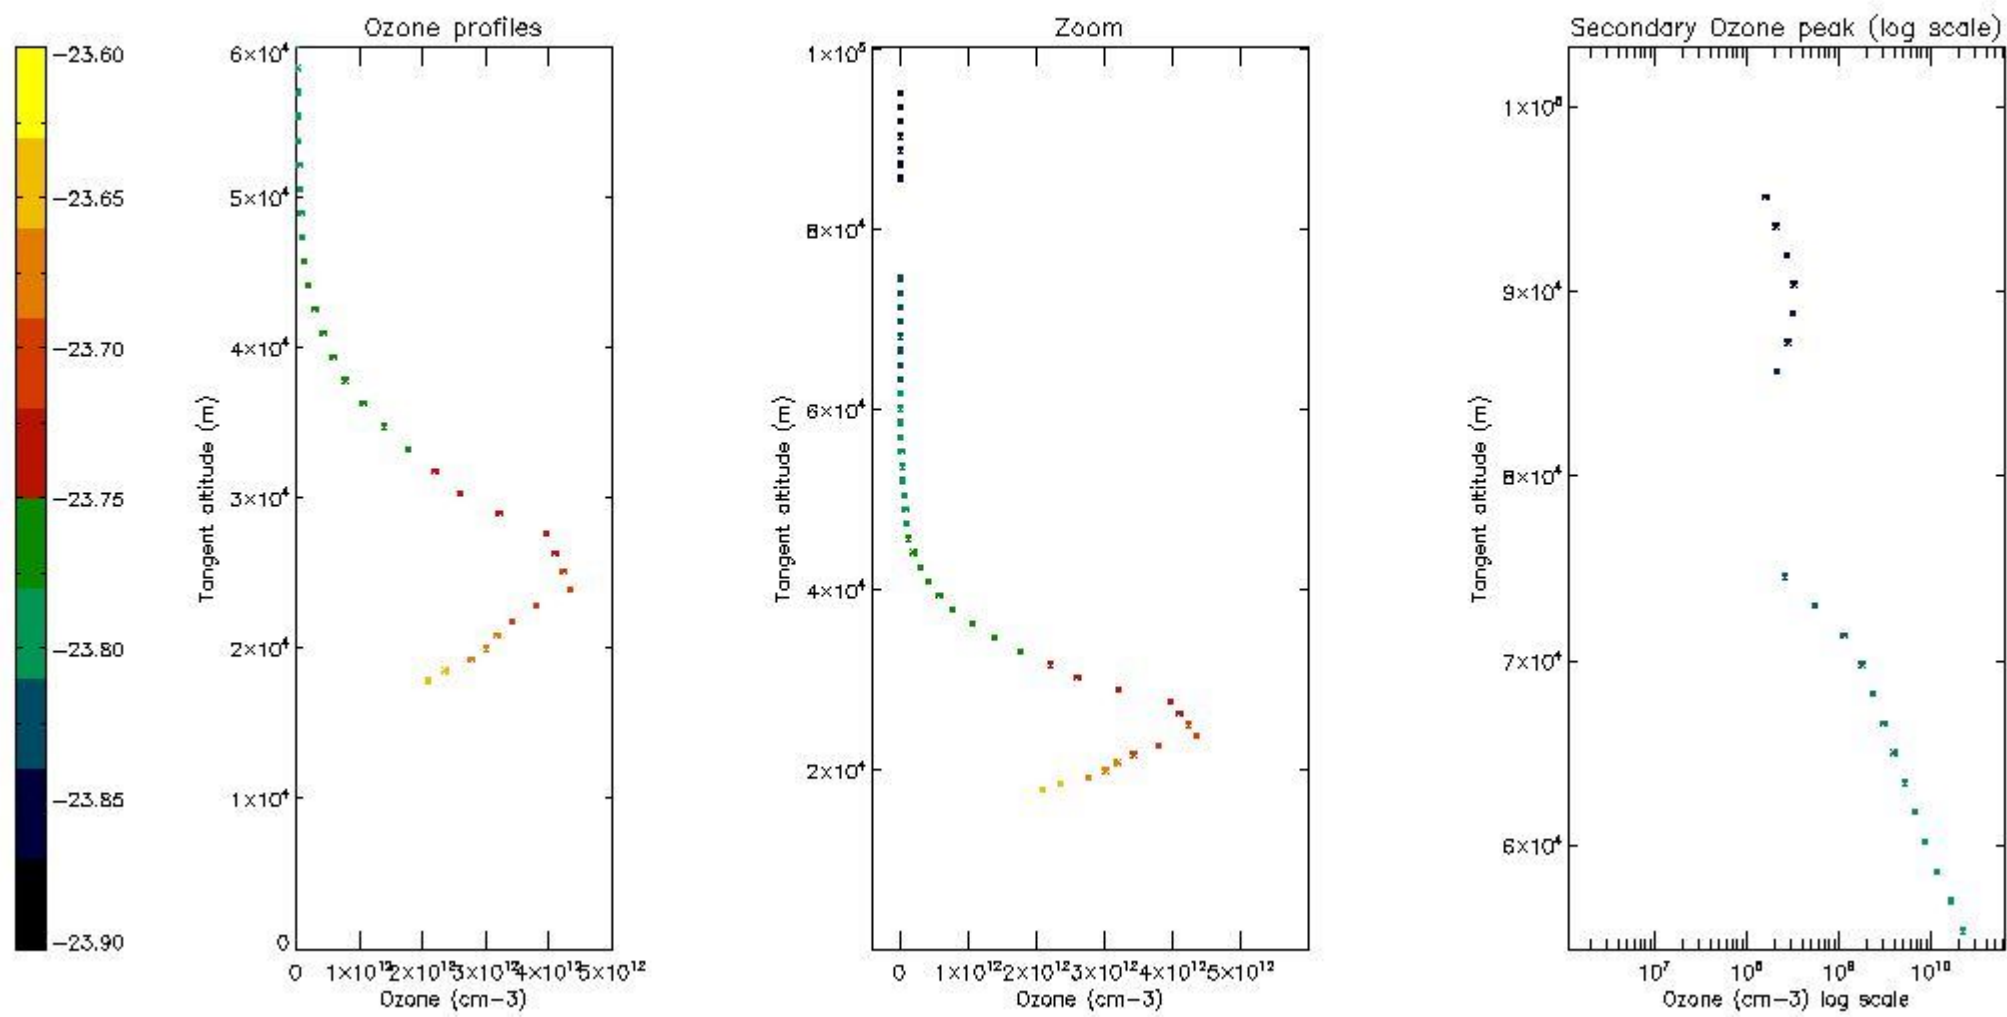 Ozone profiles
Zoom
Secondary Ozone peak (log scale)
−23.60
−23.65
−23.70
−23.75
−23.80
−23.85
−23.90
6×10⁴
5×10⁴
4×10⁴
3×10⁴
2×10⁴
1×10⁴
0
Tangent altitude (m)
0 1×10¹² 2×10¹² 3×10¹² 4×10¹² 5×10¹²
Ozone (cm−3)
1×10⁵
8×10⁴
6×10⁴
4×10⁴
2×10⁴
Tangent altitude (m)
0 1×10¹² 2×10¹² 3×10¹² 4×10¹² 5×10¹²
Ozone (cm−3)
1×10⁵
9×10⁴
8×10⁴
7×10⁴
6×10⁴
Tangent altitude (m)
10⁷ 10⁸ 10⁹ 10¹⁰
Ozone (cm−3) log scale